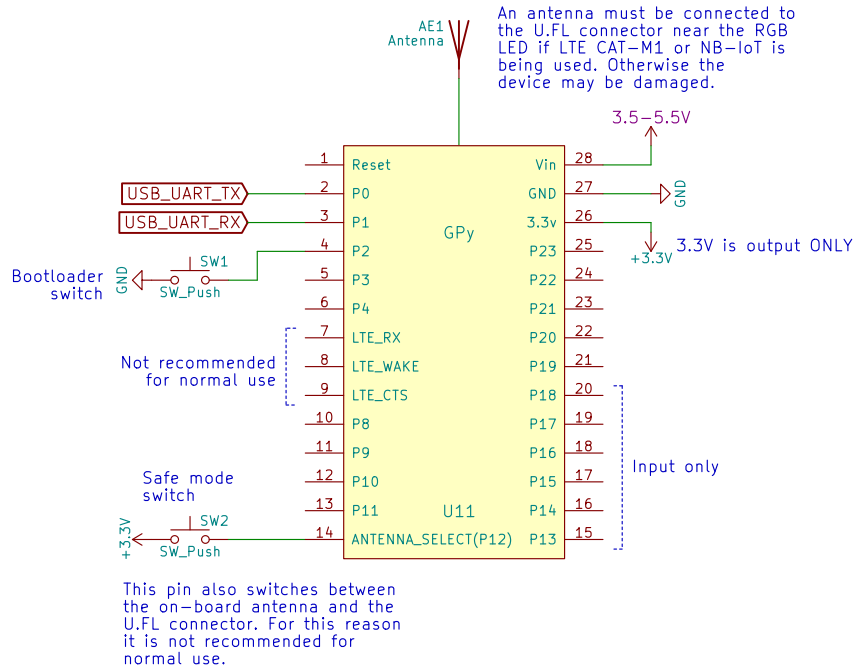 An antenna must be connected to
the U.FL connector near the RGB
LED if LTE CAT-M1 or NB-IoT is
being used. Otherwise the
device may be damaged.
AE1
Antenna
3.5-5.5V
1 Reset
Vin 28
USB_UART_TX
2 P0
GND 27
GND
USB_UART_RX
3 P1
3.3v 26
GPy
4 P2
P23 25
+3.3V
3.3V is output ONLY
Bootloader
switch
GND
SW1
SW_Push
5 P3
P22 24
6 P4
P21 23
7 LTE_RX
P20 22
Not recommended
for normal use
8 LTE_WAKE
P19 21
9 LTE_CTS
P18 20
10 P8
P17 19
11 P9
P16 18
Input only
12 P10
P15 17
13 P11
P14 16
U11
Safe mode
switch
+3.3V
SW2
SW_Push
14 ANTENNA_SELECT(P12)
P13 15
This pin also switches between
the on-board antenna and the
U.FL connector. For this reason
it is not recommended for
normal use.